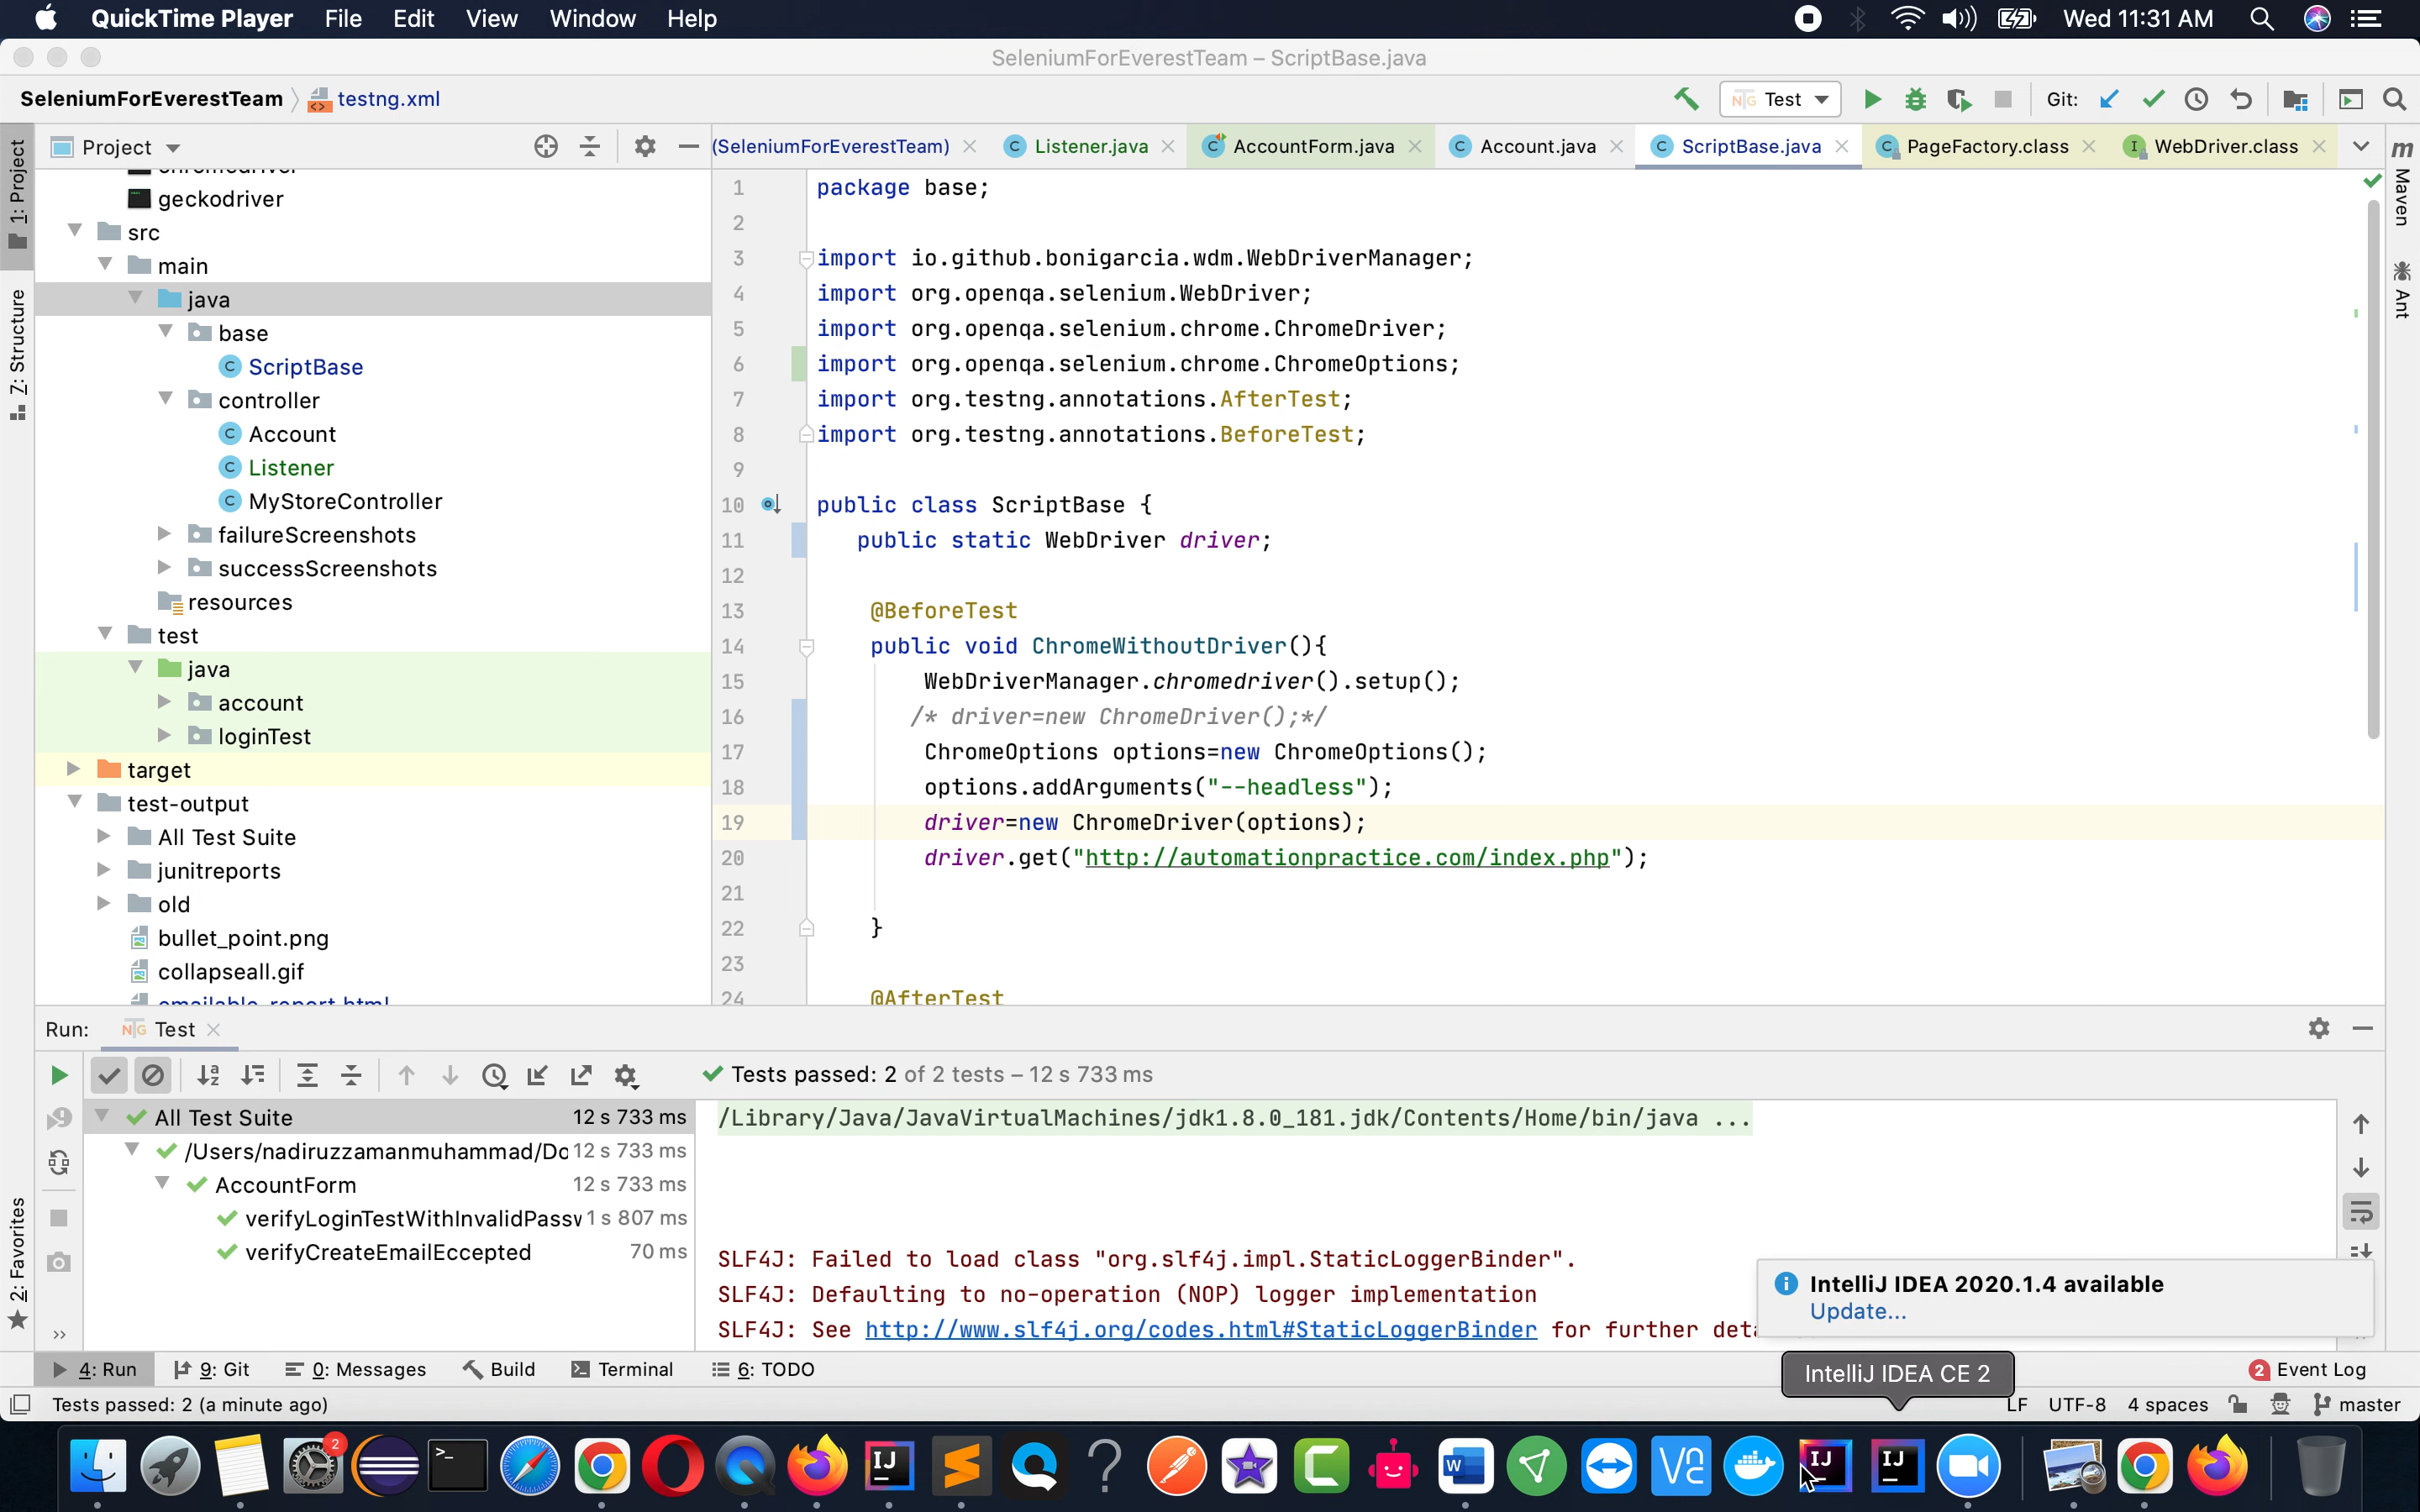 QuickTime Player File Edit View Window Help Wed 11:31 AM
SeleniumForEverestTeam – ScriptBase.java
SeleniumForEverestTeam testng.xml Test Git:
1: Project
Project
(SeleniumForEverestTeam) Listener.java AccountForm.java Account.java ScriptBase.java PageFactory.class WebDriver.class
Maven
Ant
Z: Structure
2: Favorites
geckodriver
src
main
java
base
ScriptBase
controller
Account
Listener
MyStoreController
failureScreenshots
successScreenshots
resources
test
java
account
loginTest
target
test-output
All Test Suite
junitreports
old
bullet_point.png
collapseall.gif
emailable-report.html
1 package base;
2
3 import io.github.bonigarcia.wdm.WebDriverManager;
4 import org.openqa.selenium.WebDriver;
5 import org.openqa.selenium.chrome.ChromeDriver;
6 import org.openqa.selenium.chrome.ChromeOptions;
7 import org.testng.annotations.AfterTest;
8 import org.testng.annotations.BeforeTest;
9
10 public class ScriptBase {
11 public static WebDriver driver;
12
13 @BeforeTest
14 public void ChromeWithoutDriver(){
15 WebDriverManager.chromedriver().setup();
16 /* driver=new ChromeDriver();*/
17 ChromeOptions options=new ChromeOptions();
18 options.addArguments("--headless");
19 driver=new ChromeDriver(options);
20 driver.get("http://automationpractice.com/index.php");
21
22 }
23
24 @AfterTest
Run: Test
Tests passed: 2 of 2 tests – 12 s 733 ms
All Test Suite 12 s 733 ms
/Users/nadiruzzamanmuhammad/Do 12 s 733 ms
AccountForm 12 s 733 ms
verifyLoginTestWithInvalidPassw 1 s 807 ms
verifyCreateEmailEccepted 70 ms
/Library/Java/JavaVirtualMachines/jdk1.8.0_181.jdk/Contents/Home/bin/java ...
SLF4J: Failed to load class "org.slf4j.impl.StaticLoggerBinder".
SLF4J: Defaulting to no-operation (NOP) logger implementation
SLF4J: See http://www.slf4j.org/codes.html#StaticLoggerBinder for further deta
IntelliJ IDEA 2020.1.4 available
Update...
4: Run 9: Git 0: Messages Build Terminal 6: TODO 2 Event Log
IntelliJ IDEA CE 2
Tests passed: 2 (a minute ago) LF UTF-8 4 spaces master
2